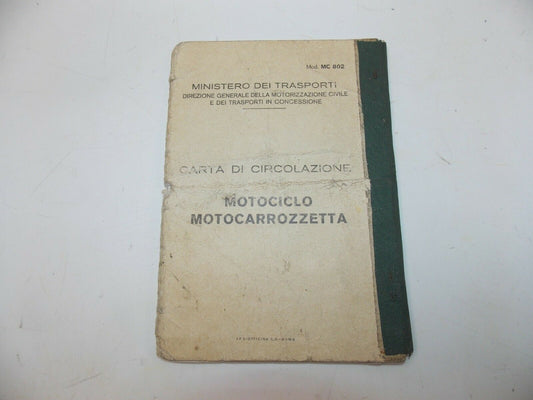 Mod. MC 802
MINISTERO DEI TRASPORTI
DIREZIONE GENERALE DELLA MOTORIZZAZIONE CIVILE
E DEI TRASPORTI IN CONCESSIONE
CARTA DI CIRCOLAZIONE
MOTOCICLO
MOTOCARROZZETTA